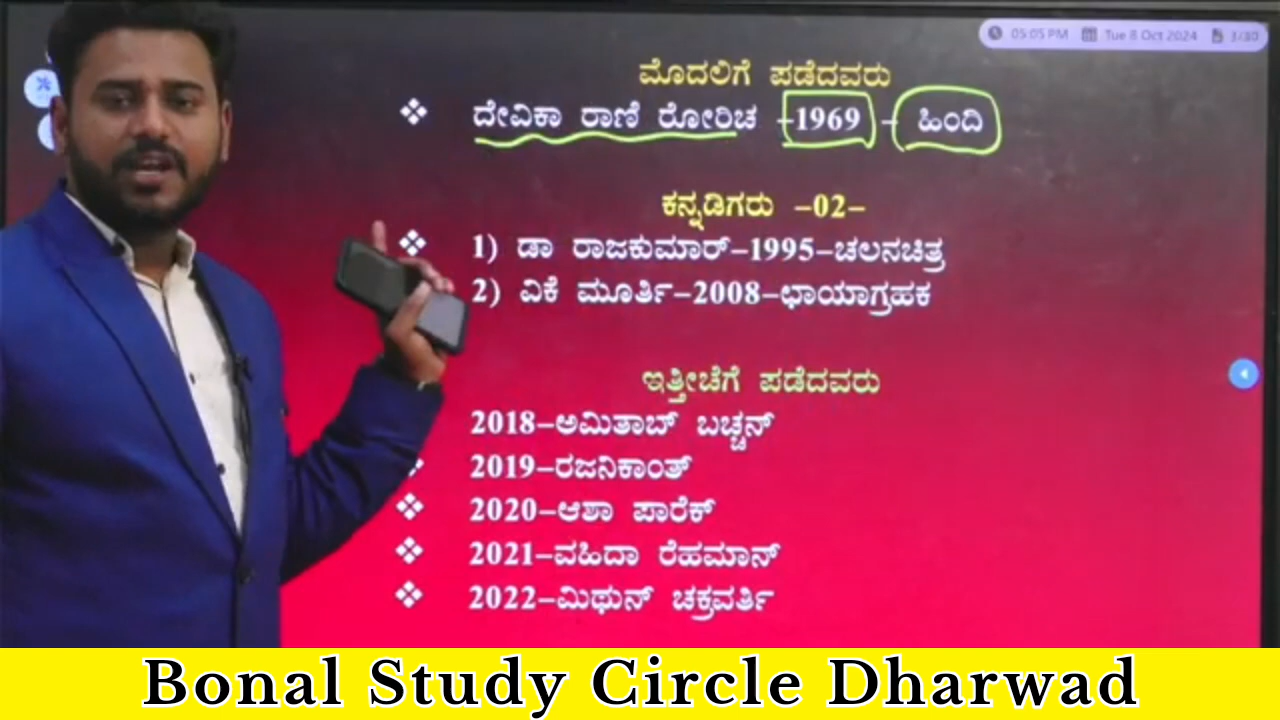 05:05 PM Tue 8 Oct 2024 3/30
ಮೊದಲಿಗೆ ಪಡೆದವರು
❖ ದೇವಿಕಾ ರಾಣಿ ರೋರಿಚ –1969 – ಹಿಂದಿ
ಕನ್ನಡಿಗರು –02–
❖ 1) ಡಾ ರಾಜಕುಮಾರ್–1995–ಚಲನಚಿತ್ರ
2) ವಿಕೆ ಮೂರ್ತಿ–2008–ಛಾಯಾಗ್ರಹಕ
ಇತ್ತೀಚೆಗೆ ಪಡೆದವರು
2018–ಅಮಿತಾಬ್ ಬಚ್ಚನ್
❖ 2019–ರಜನಿಕಾಂತ್
❖ 2020–ಆಶಾ ಪಾರೆಕ್
❖ 2021–ವಹಿದಾ ರೆಹಮಾನ್
❖ 2022–ಮಿಥುನ್ ಚಕ್ರವರ್ತಿ
Bonal Study Circle Dharwad